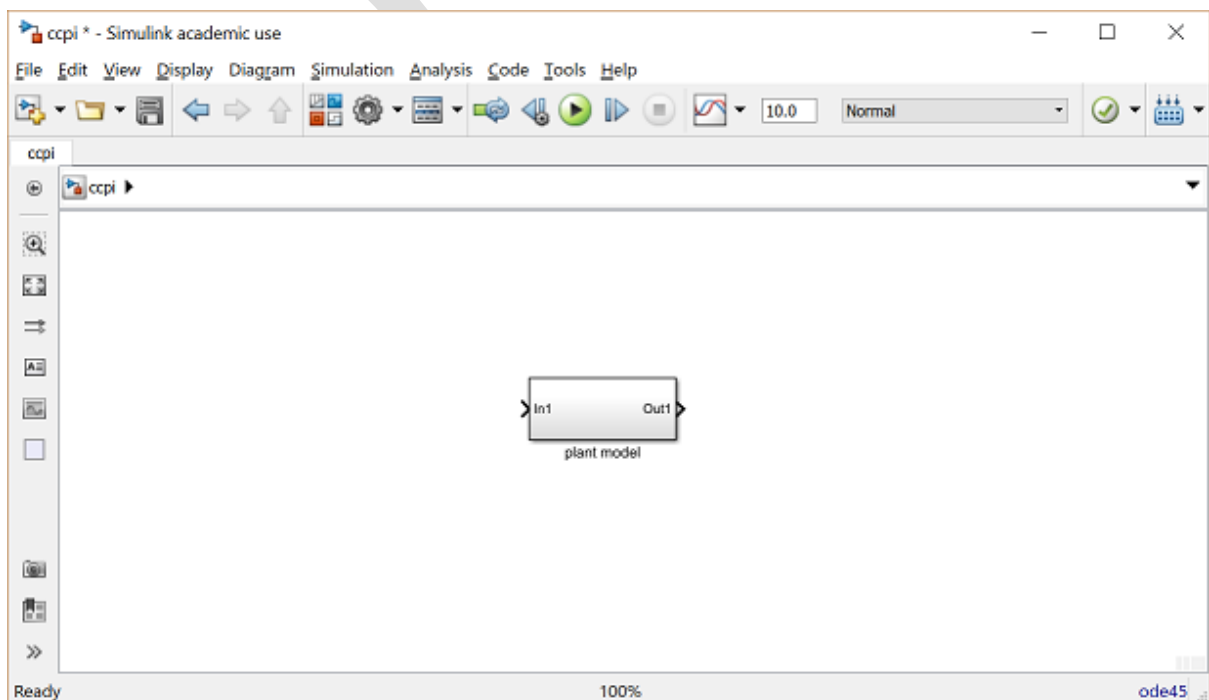 ccpi * - Simulink academic use
File Edit View Display Diagram Simulation Analysis Code Tools Help
10.0 Normal
ccpi
ccpi
In1 Out1
plant model
Ready 100% ode45